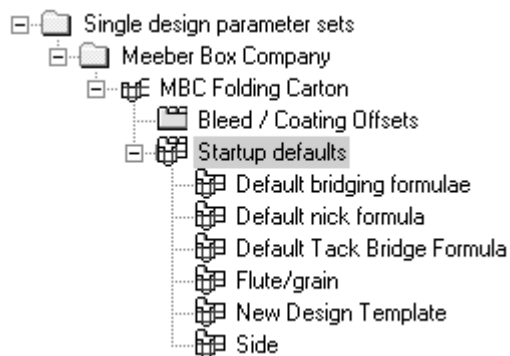 Single design parameter sets
Meeber Box Company
MBC Folding Carton
Bleed / Coating Offsets
Startup defaults
Default bridging formulae
Default nick formula
Default Tack Bridge Formula
Flute/grain
New Design Template
Side